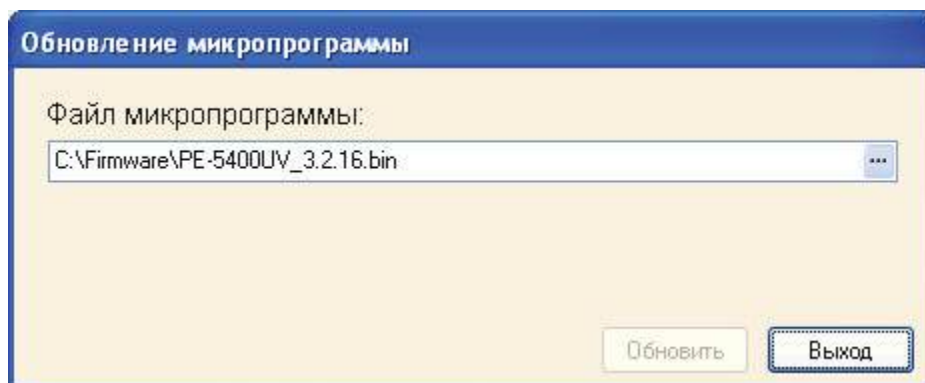 Обновление микропрограммы
Файл микропрограммы:
C:\Firmware\PE-5400UV_3.2.16.bin
...
Обновить Выход